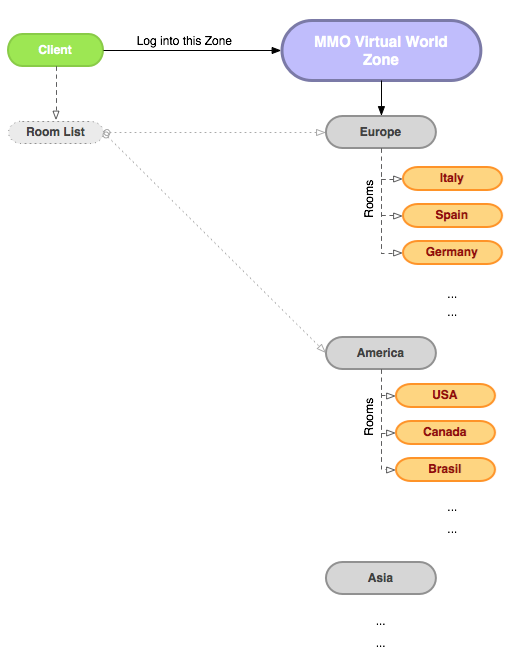 Client
Log into this Zone
MMO Virtual World
Zone
Room List
Europe
Rooms
Italy
Spain
Germany
...
...
America
Rooms
USA
Canada
Brasil
...
...
Asia
...
...